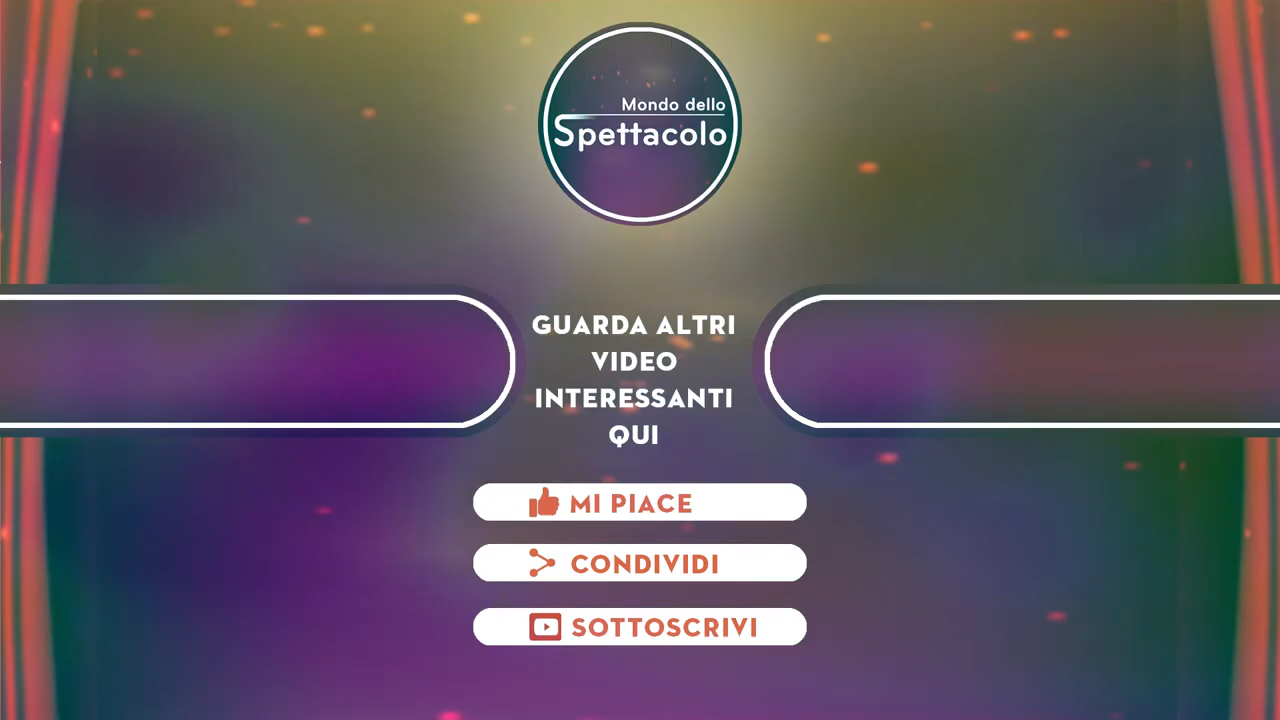 Mondo dello
Spettacolo
GUARDA ALTRI
VIDEO
INTERESSANTI
QUI
MI PIACE
CONDIVIDI
SOTTOSCRIVI